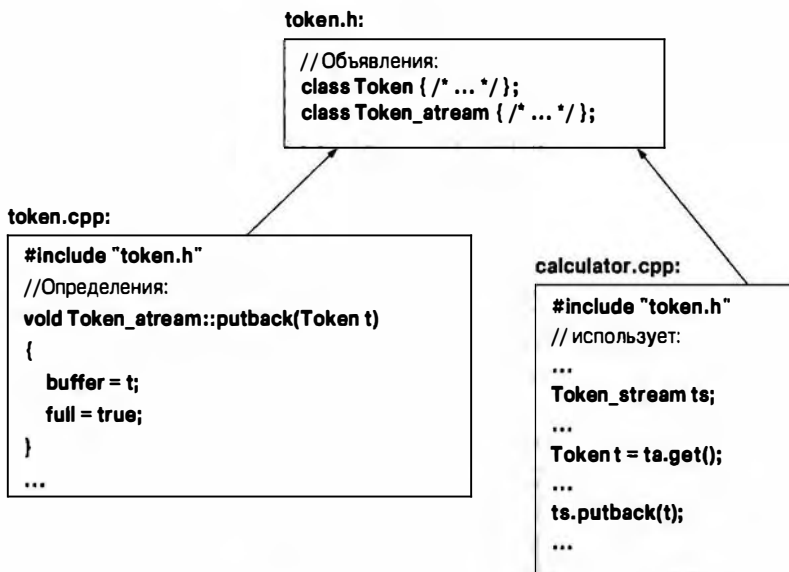 token.h:
//Объявления:
class Token { /* ... */ };
class Token_atream { /* ... */ };
token.cpp:
#include "token.h"
//Определения:
void Token_atream::putback(Token t)
{
buffer = t;
full = true;
}
...
calculator.cpp:
#include "token.h"
// использует:
...
Token_stream ts;
...
Token t = ta.get();
...
ts.putback(t);
...